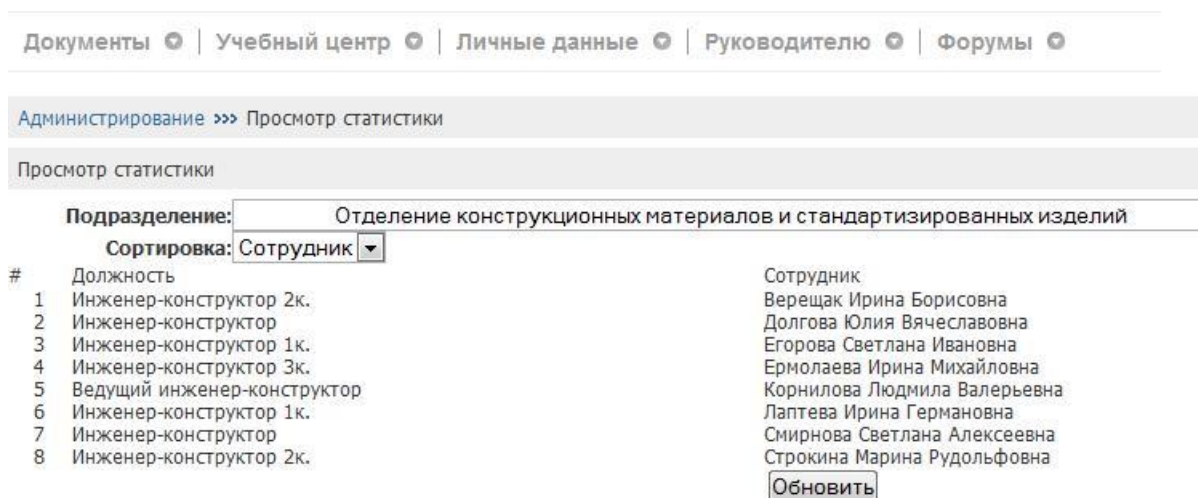 Документы | Учебный центр | Личные данные | Руководителю | Форумы
Администрирование >>> Просмотр статистики
Просмотр статистики
Подразделение: Отделение конструкционных материалов и стандартизированных изделий
Сортировка: Сотрудник
# Должность Сотрудник
1 Инженер-конструктор 2к. Верещак Ирина Борисовна
2 Инженер-конструктор Долгова Юлия Вячеславовна
3 Инженер-конструктор 1к. Егорова Светлана Ивановна
4 Инженер-конструктор 3к. Ермолаева Ирина Михайловна
5 Ведущий инженер-конструктор Корнилова Людмила Валерьевна
6 Инженер-конструктор 1к. Лаптева Ирина Германовна
7 Инженер-конструктор Смирнова Светлана Алексеевна
8 Инженер-конструктор 2к. Строкина Марина Рудольфовна
Обновить